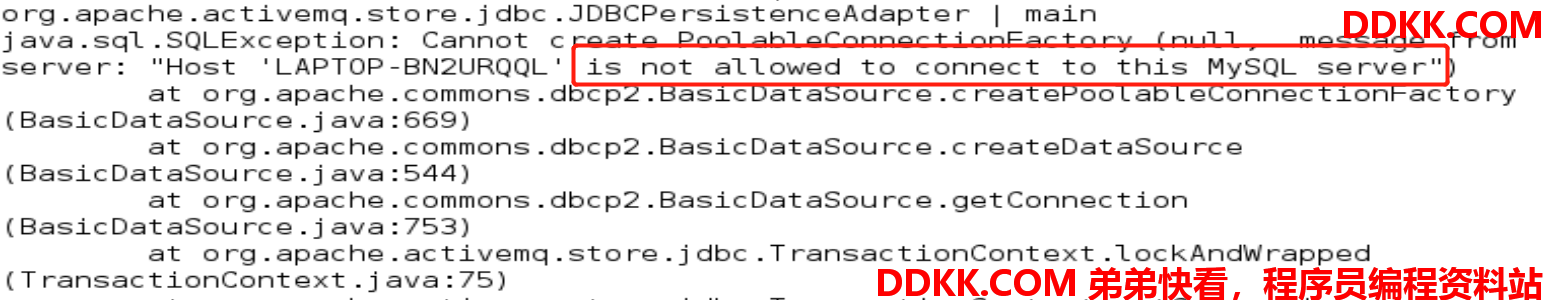 org.apache.activemq.store.jdbc.JDBCPersistenceAdapter | main
DDKK.COM
java.sql.SQLException: Cannot create PoolableConnectionFactory (null,  message from
server: "Host 'LAPTOP-BN2URQQL' is not allowed to connect to this MySQL server")
at org.apache.commons.dbcp2.BasicDataSource.createPoolableConnectionFactory
(BasicDataSource.java:669)
at org.apache.commons.dbcp2.BasicDataSource.createDataSource
(BasicDataSource.java:544)
at org.apache.commons.dbcp2.BasicDataSource.getConnection
(BasicDataSource.java:753)
at org.apache.activemq.store.jdbc.TransactionContext.lockAndWrapped
(TransactionContext.java:75)
DDKK.COM 弟弟快看，程序员编程资料站